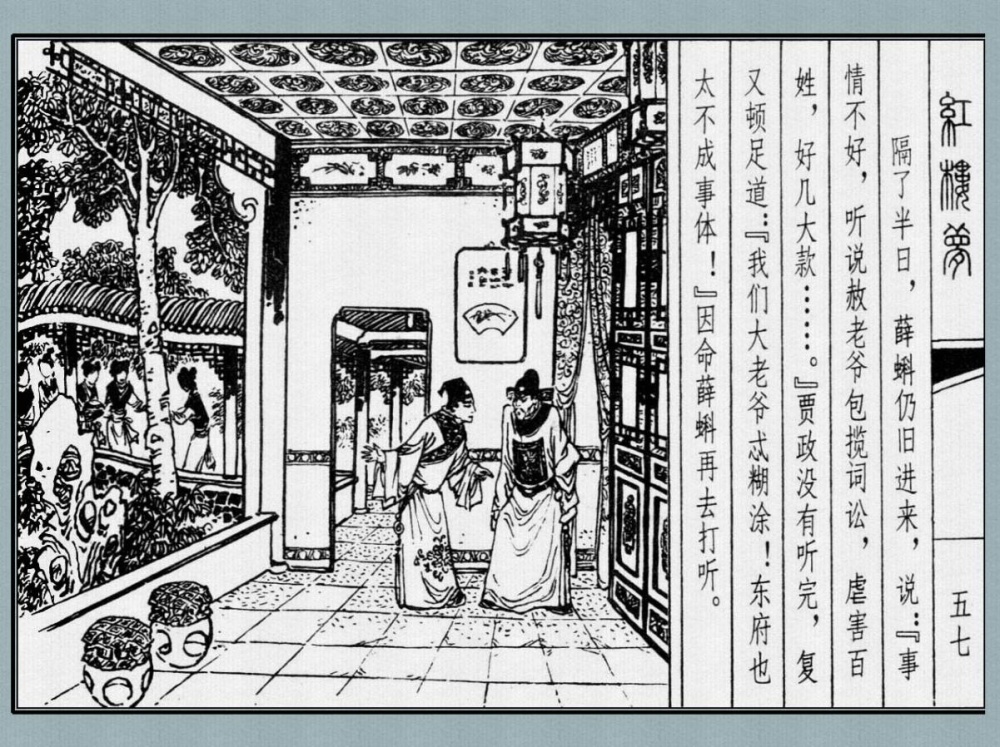 紅樓夢
五七
隔了半日，薛蝌仍旧进来，说：『事
情不好，听说赦老爷包揽词讼，虐害百
姓，好几大款……。』贾政没有听完，复
又顿足道：『我们大老爷忒糊涂！东府也
太不成事体！』因命薛蝌再去打听。